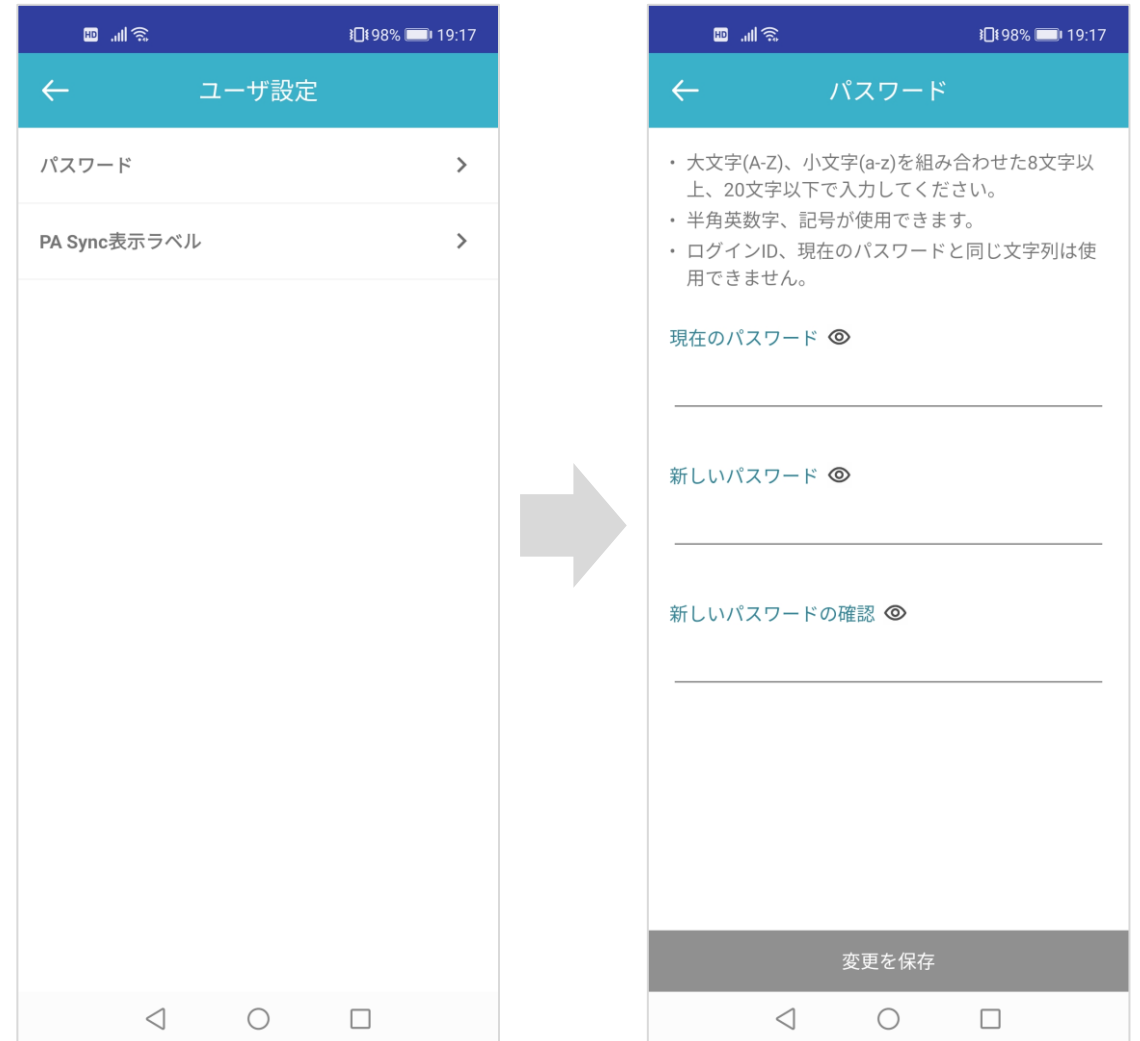 HD 98% 19:17
ユーザ設定
パスワード
PA Sync表示ラベル
HD 98% 19:17
パスワード
・大文字(A-Z)、小文字(a-z)を組み合わせた8文字以
上、20文字以下で入力してください。
・半角英数字、記号が使用できます。
・ログインID、現在のパスワードと同じ文字列は使
用できません。
現在のパスワード
新しいパスワード
新しいパスワードの確認
変更を保存